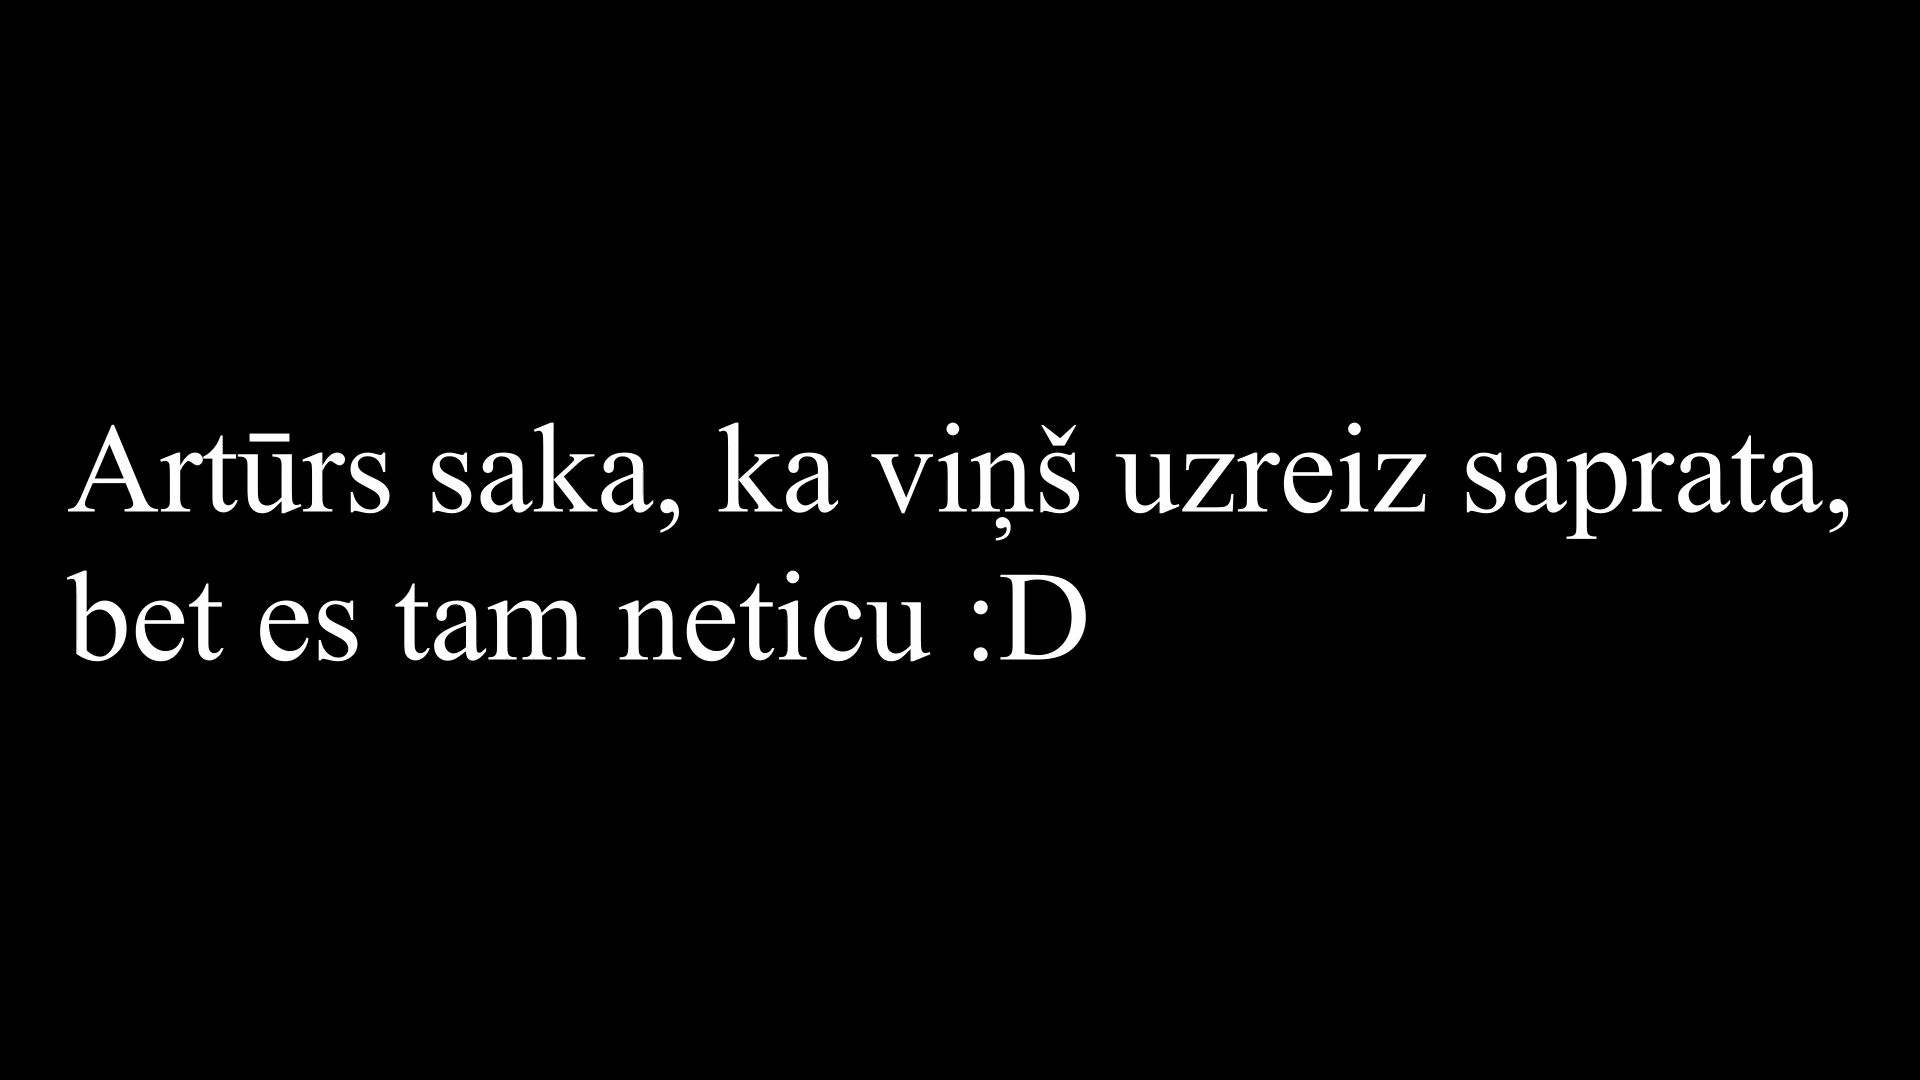 Artūrs saka, ka viņš uzreiz saprata,
bet es tam neticu :D